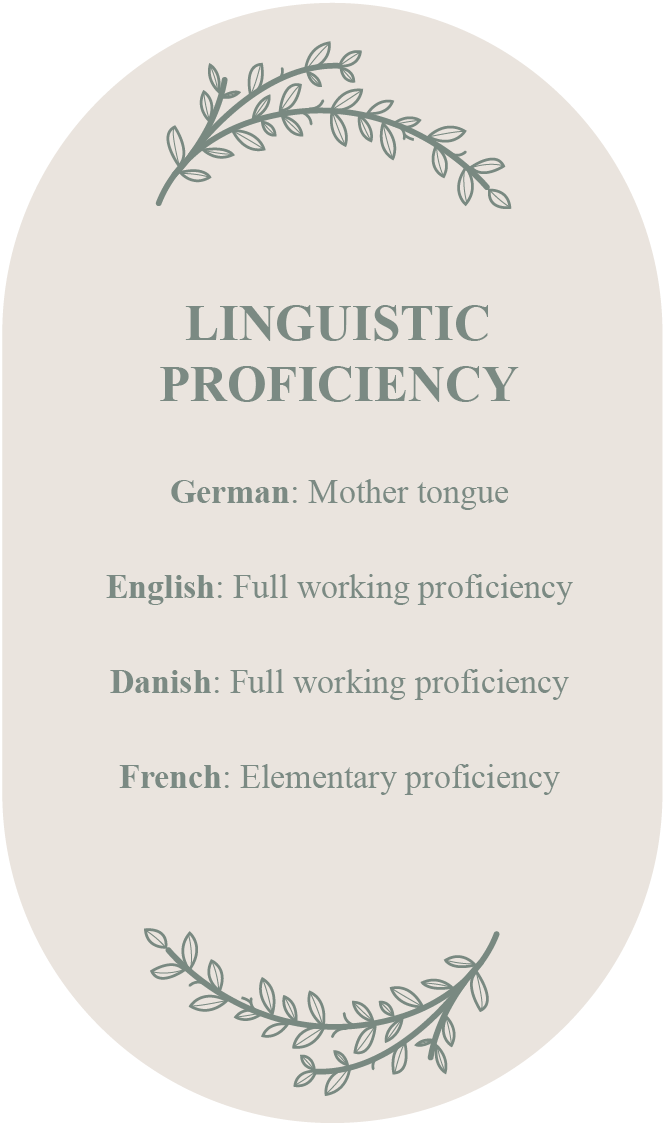 LINGUISTIC
PROFICIENCY
German: Mother tongue
English: Full working proficiency
Danish: Full working proficiency
French: Elementary proficiency